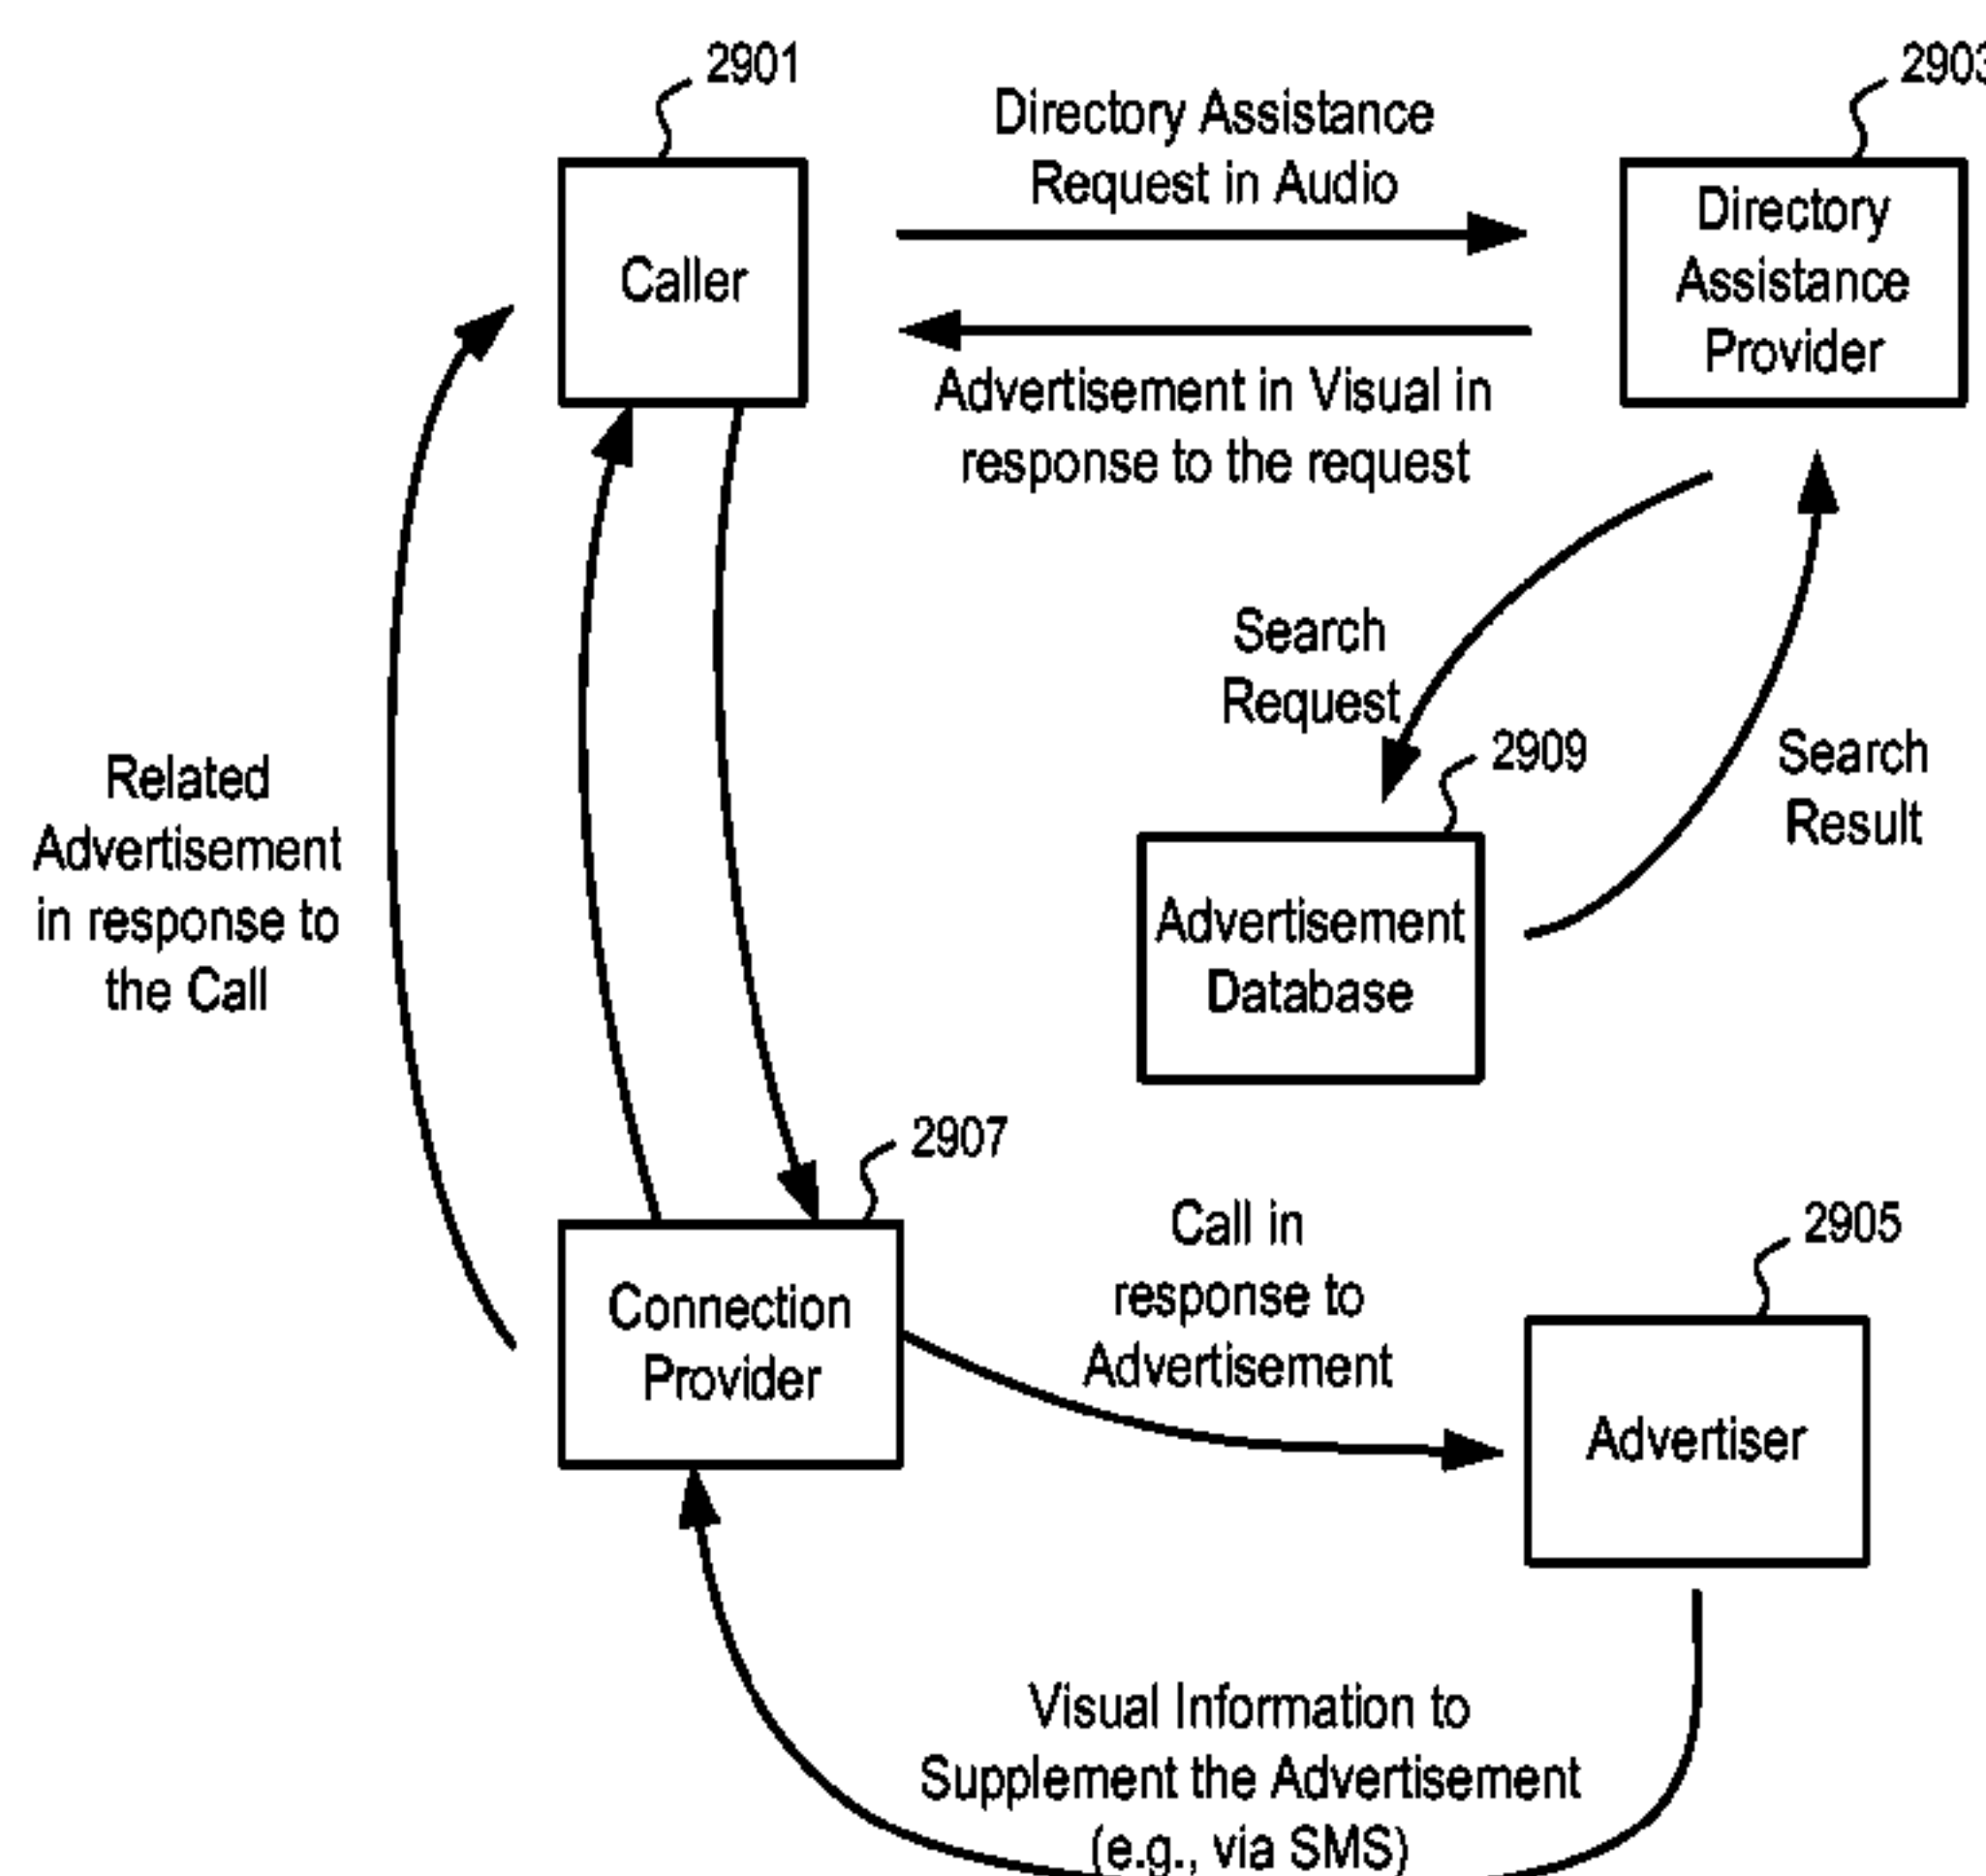 2901
2903
Directory Assistance
Request in Audio
Caller
Directory
Assistance
Provider
Advertisement in Visual in
response to the request
Search
Request
2909
Search
Result
Related
Advertisement
in response to
the Call
Advertisement
Database
2907
Call in
response to
Advertisement
2905
Connection
Provider
Advertiser
Visual Information to
Supplement the Advertisement
(e.g., via SMS)